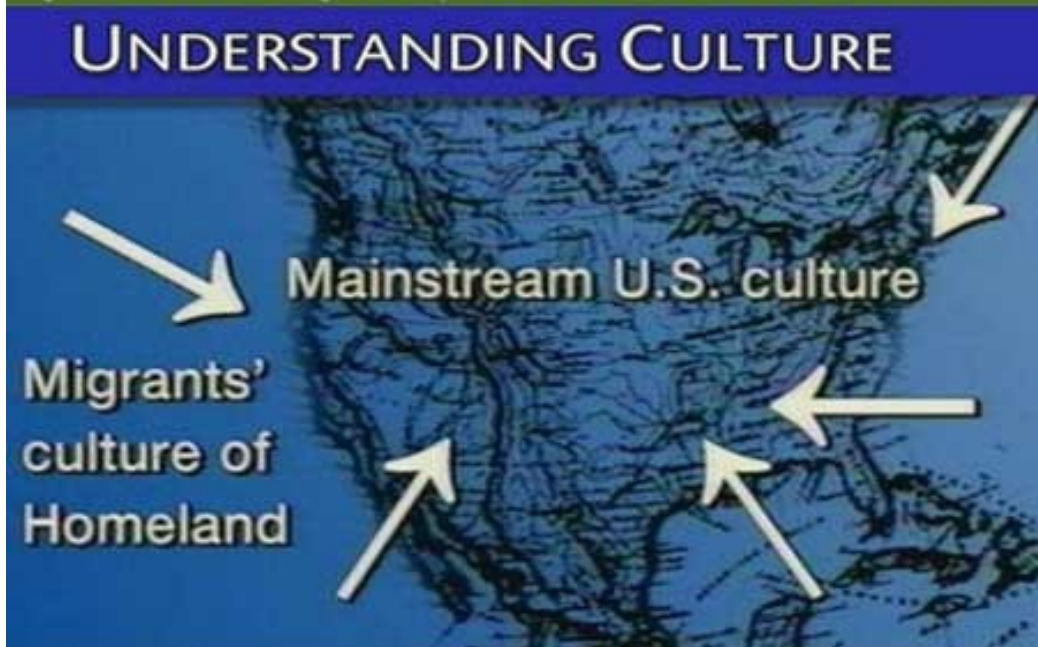 UNDERSTANDING CULTURE
Mainstream U.S. culture
Migrants'
culture of
Homeland